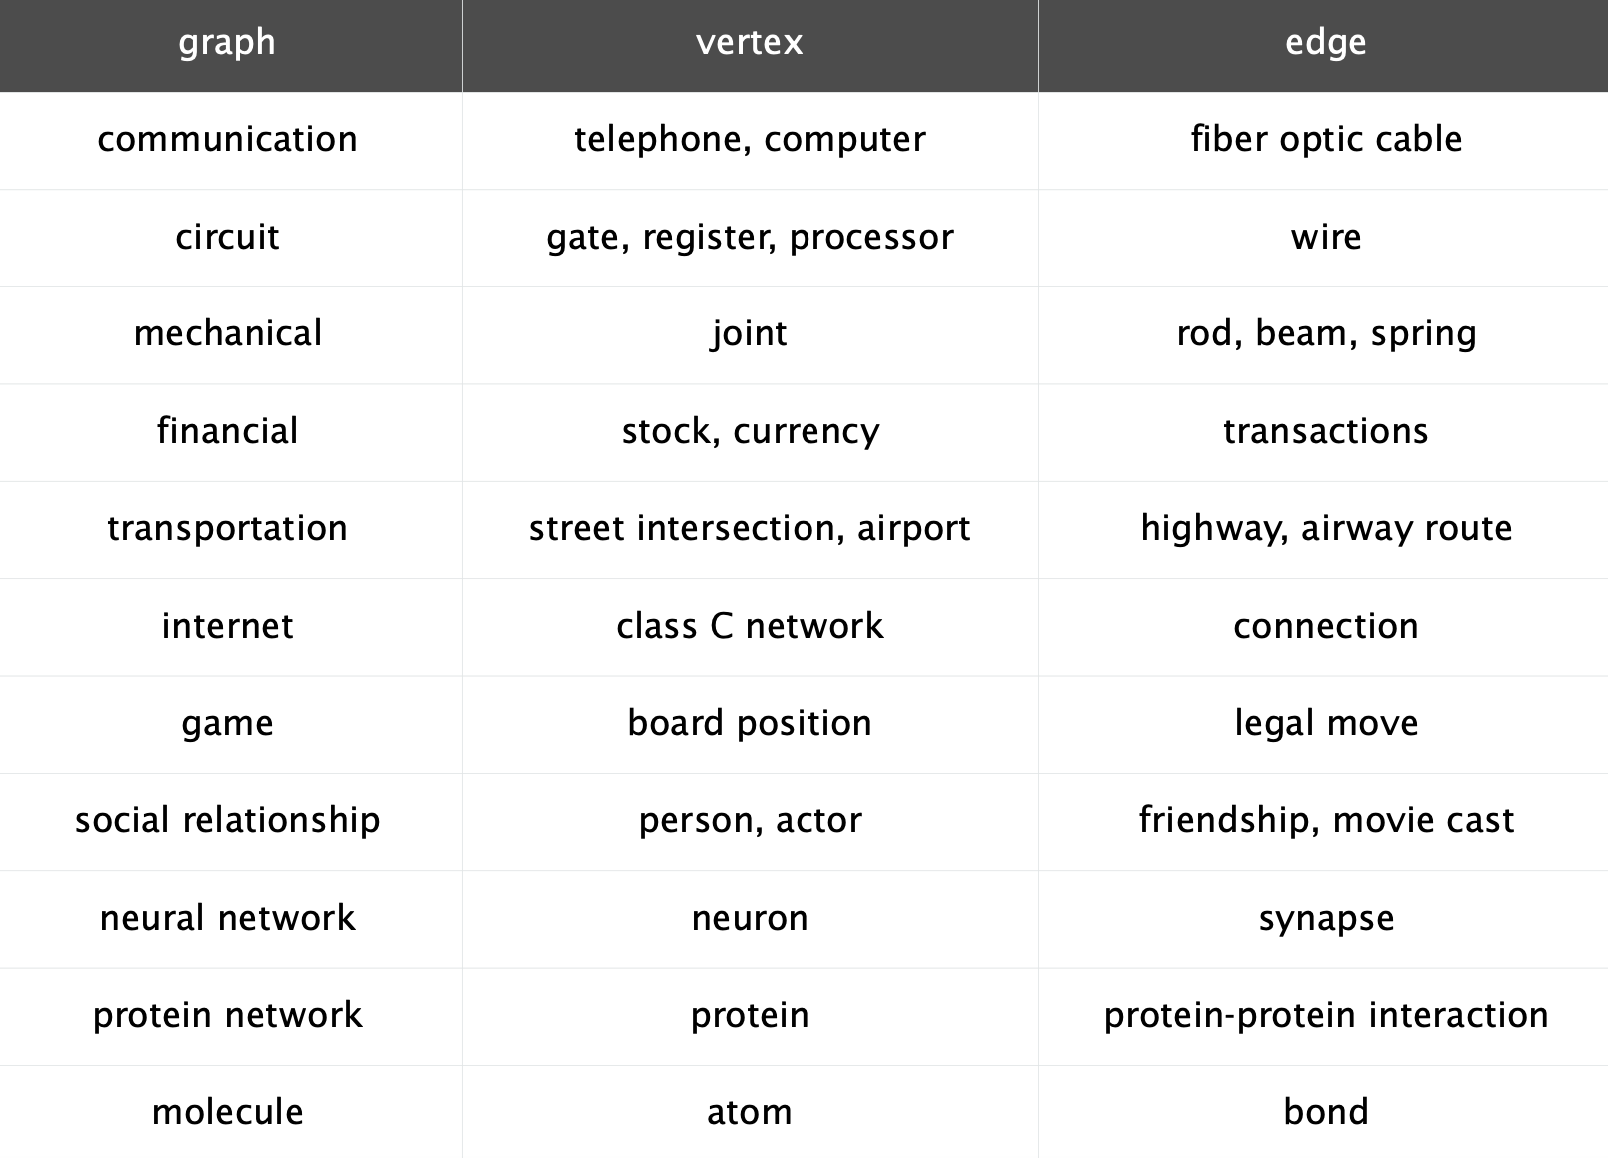 graph vertex edge
communication telephone, computer fiber optic cable
circuit gate, register, processor wire
mechanical joint rod, beam, spring
financial stock, currency transactions
transportation street intersection, airport highway, airway route
internet class C network connection
game board position legal move
social relationship person, actor friendship, movie cast
neural network neuron synapse
protein network protein protein-protein interaction
molecule atom bond